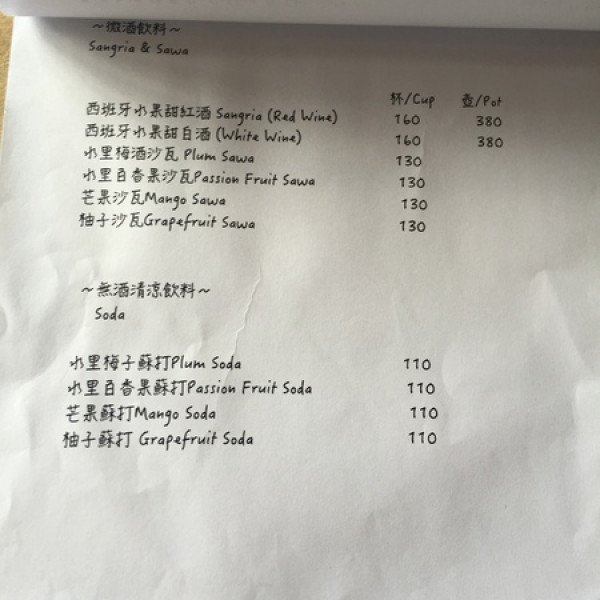 ～微酒飲料～
Sangria & Sawa
杯/Cup 壺/Pot
西班牙水果甜紅酒 Sangria (Red Wine) 160 380
西班牙水果甜白酒 (White Wine) 160 380
水里梅酒沙瓦 Plum Sawa 130
水里百香果沙瓦Passion Fruit Sawa 130
芒果沙瓦Mango Sawa 130
柚子沙瓦Grapefruit Sawa 130
～無酒清涼飲料～
Soda
水里梅子蘇打Plum Soda 110
水里百香果蘇打Passion Fruit Soda 110
芒果蘇打Mango Soda 110
柚子蘇打 Grapefruit Soda 110